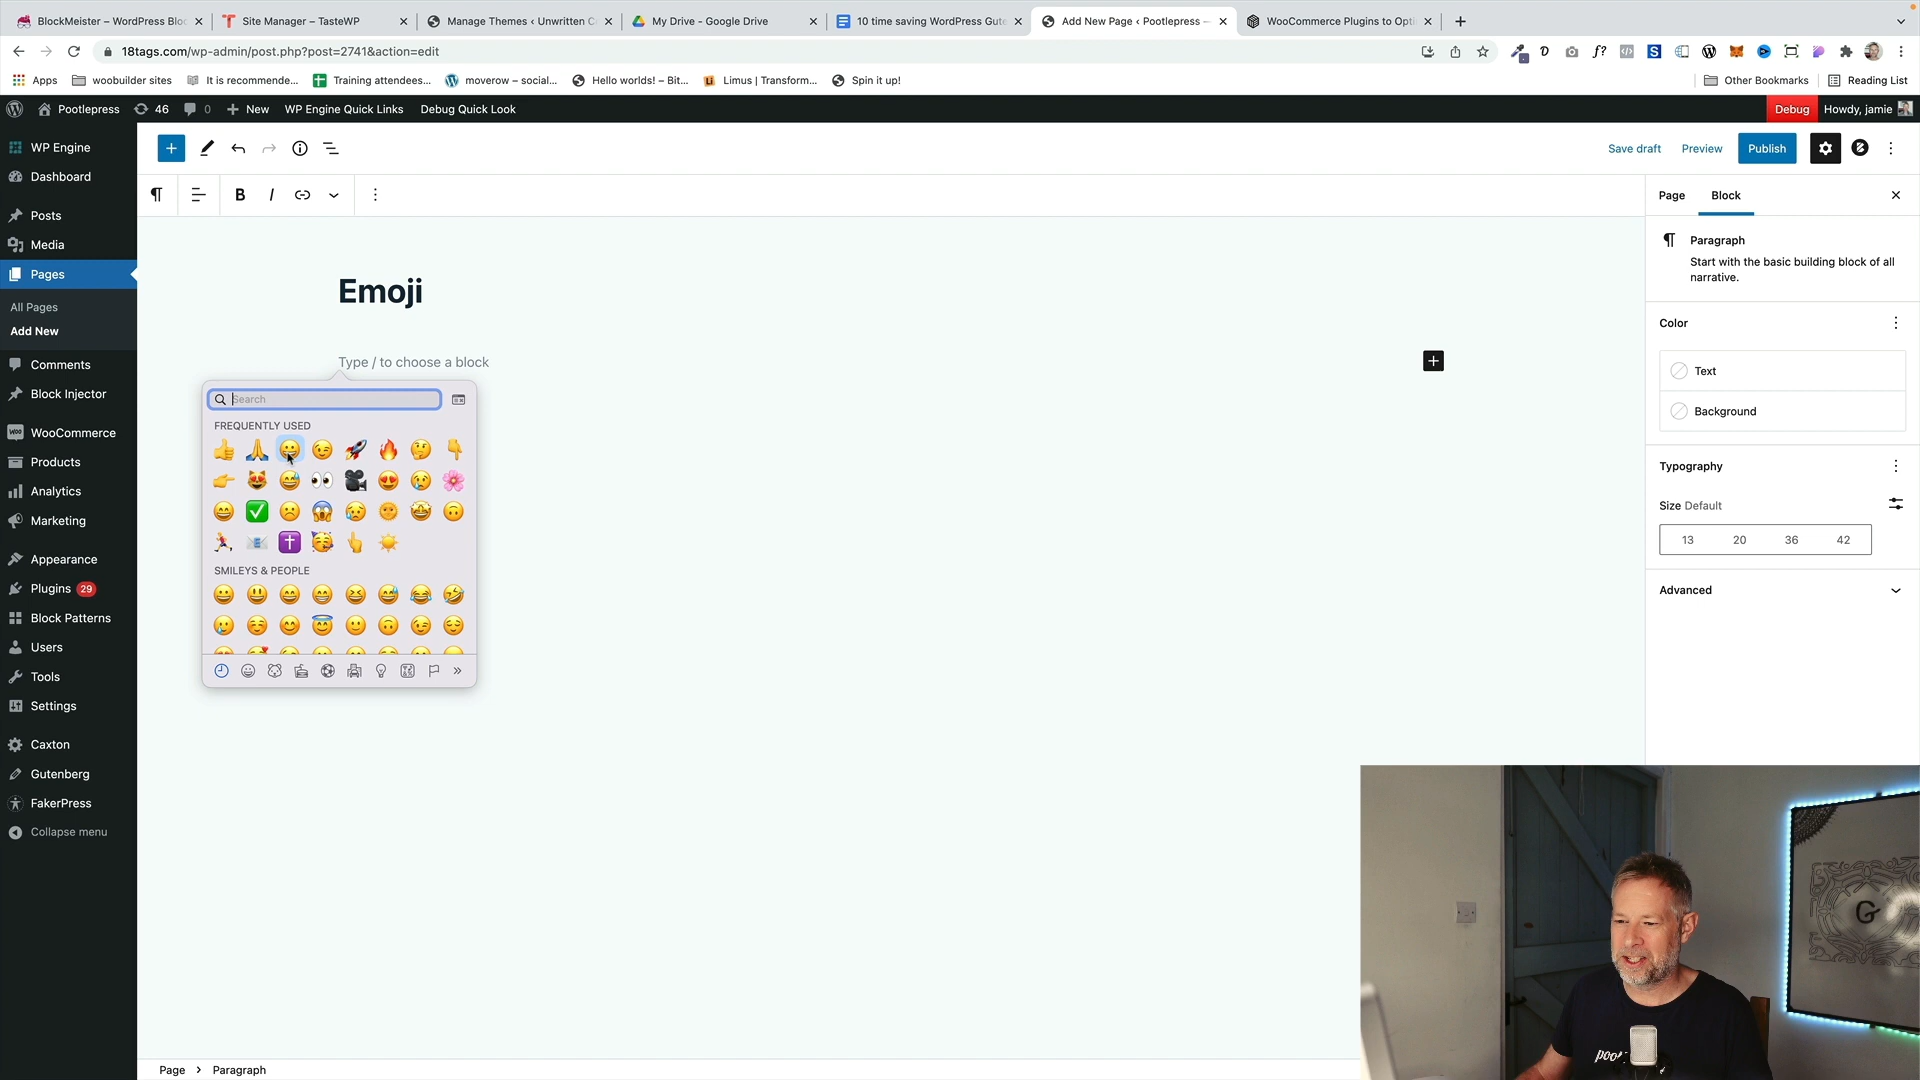 BlockMeister – WordPress Bloc
Site Manager – TasteWP
Manage Themes ‹ Unwritten C
My Drive - Google Drive
10 time saving WordPress Gute
Add New Page ‹ Pootlepress —
WooCommerce Plugins to Opti
18tags.com/wp-admin/post.php?post=2741&action=edit
Apps
woobuilder sites
It is recommende...
Training attendees...
moverow – social...
Hello worlds! – Bit...
Limus | Transform...
Spin it up!
Other Bookmarks
Reading List
Pootlepress
46
0
New
WP Engine Quick Links
Debug Quick Look
Debug
Howdy, jamie
WP Engine
Dashboard
Posts
Media
Pages
All Pages
Add New
Comments
Block Injector
WooCommerce
Products
Analytics
Marketing
Appearance
Plugins 29
Block Patterns
Users
Tools
Settings
Caxton
Gutenberg
FakerPress
Collapse menu
Save draft
Preview
Publish
B I
Emoji
Type / to choose a block
Search
FREQUENTLY USED
SMILEYS & PEOPLE
Page
Block
Paragraph
Start with the basic building block of all
narrative.
Color
Text
Background
Typography
Size Default
13 20 36 42
Advanced
Page > Paragraph